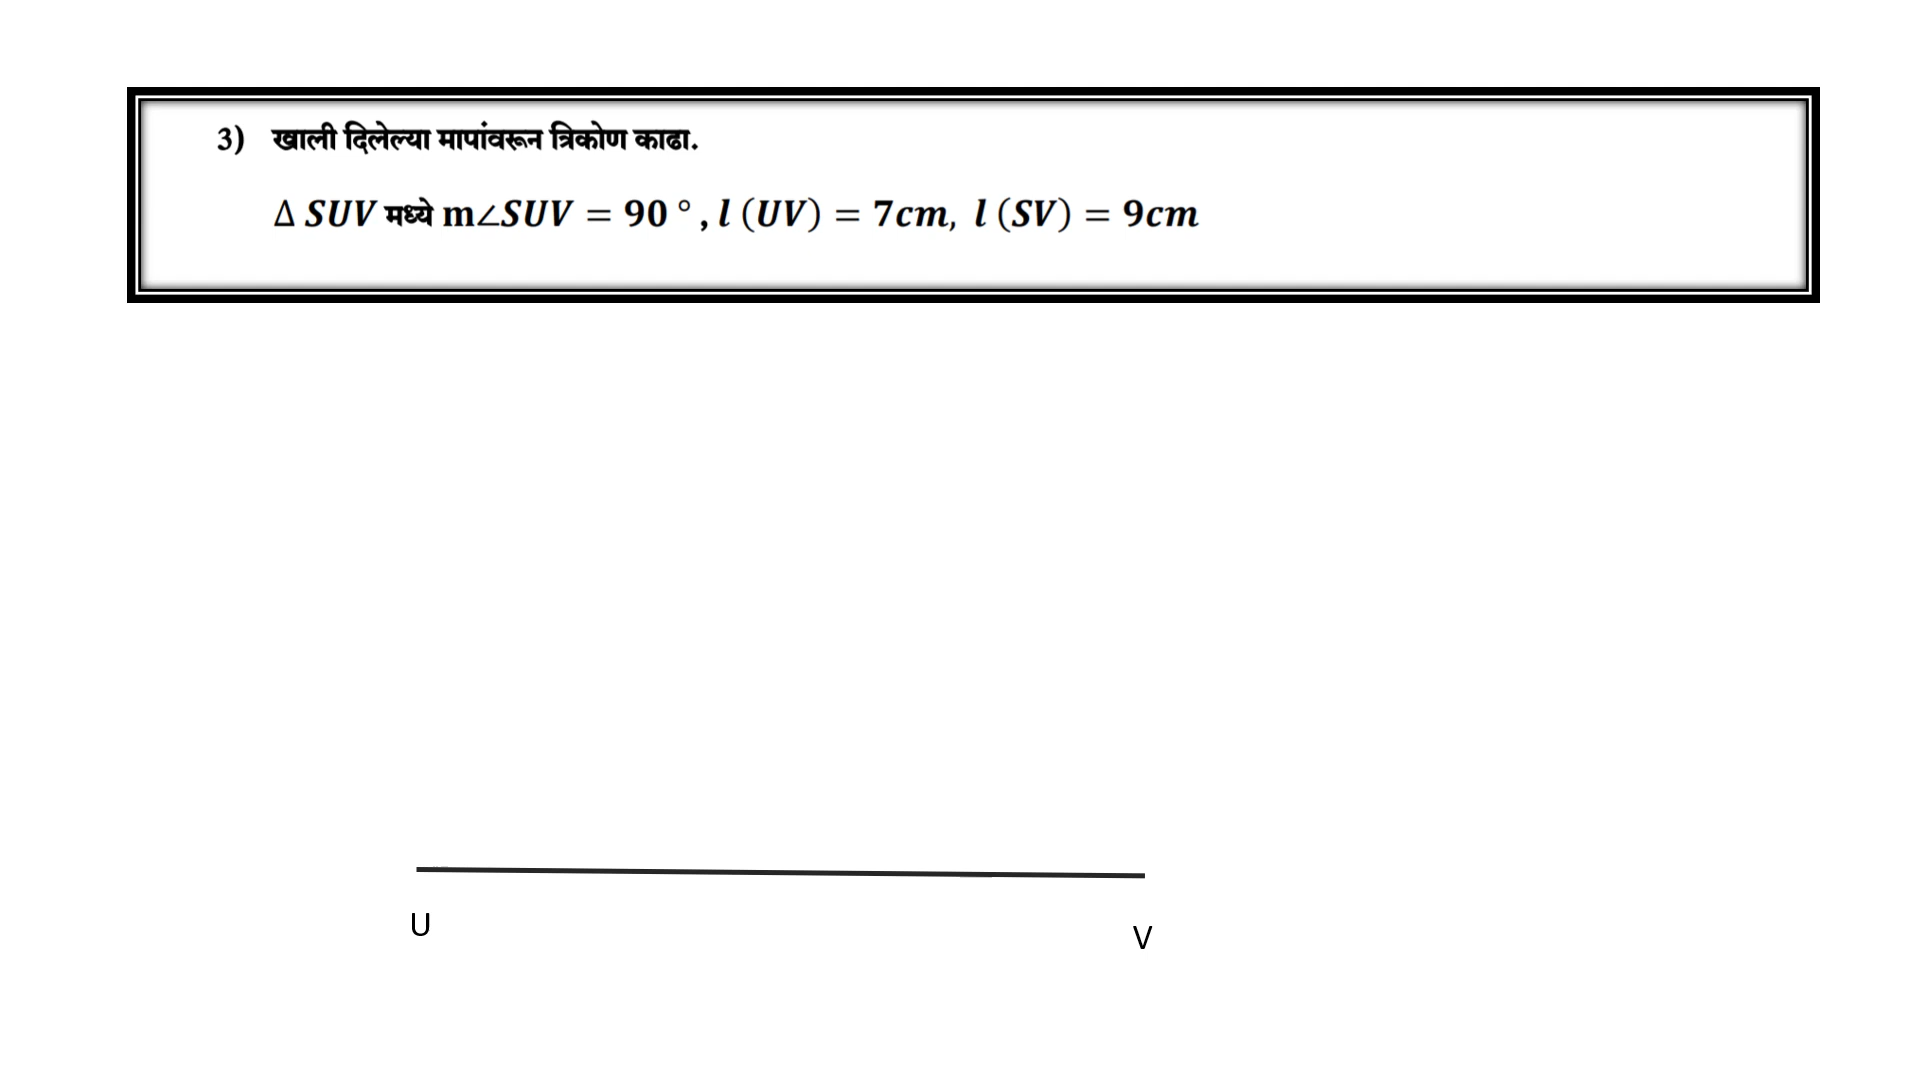 3) खाली दिलेल्या मापांवरून त्रिकोण काढा.
Δ SUV मध्ये m∠SUV = 90 ° , l (UV) = 7cm, l (SV) = 9cm
U
V